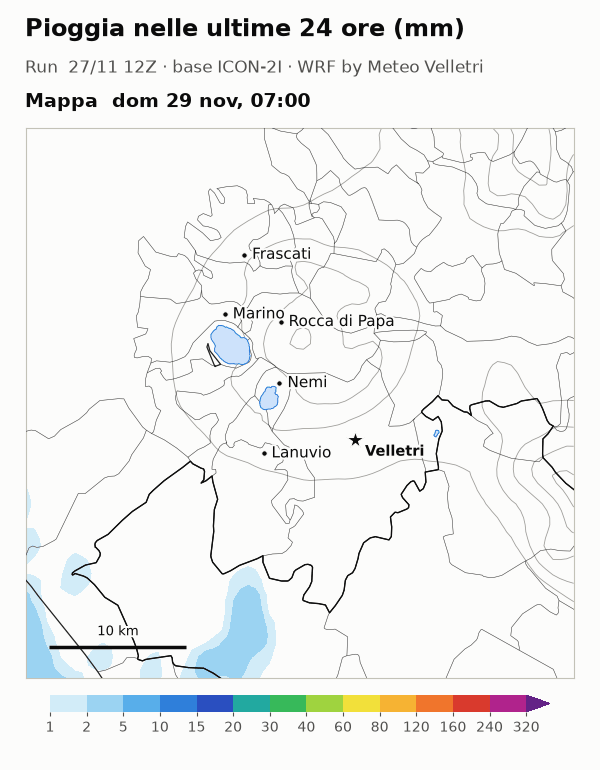 Pioggia nelle ultime 24 ore (mm)
Run  27/11 12Z · base ICON-2I · WRF by Meteo Velletri
Mappa  dom 29 nov, 07:00
Frascati
Marino
Rocca di Papa
Nemi
Velletri
Lanuvio
10 km
1 2 5 10 15 20 30 40 60 80 120 160 240 320